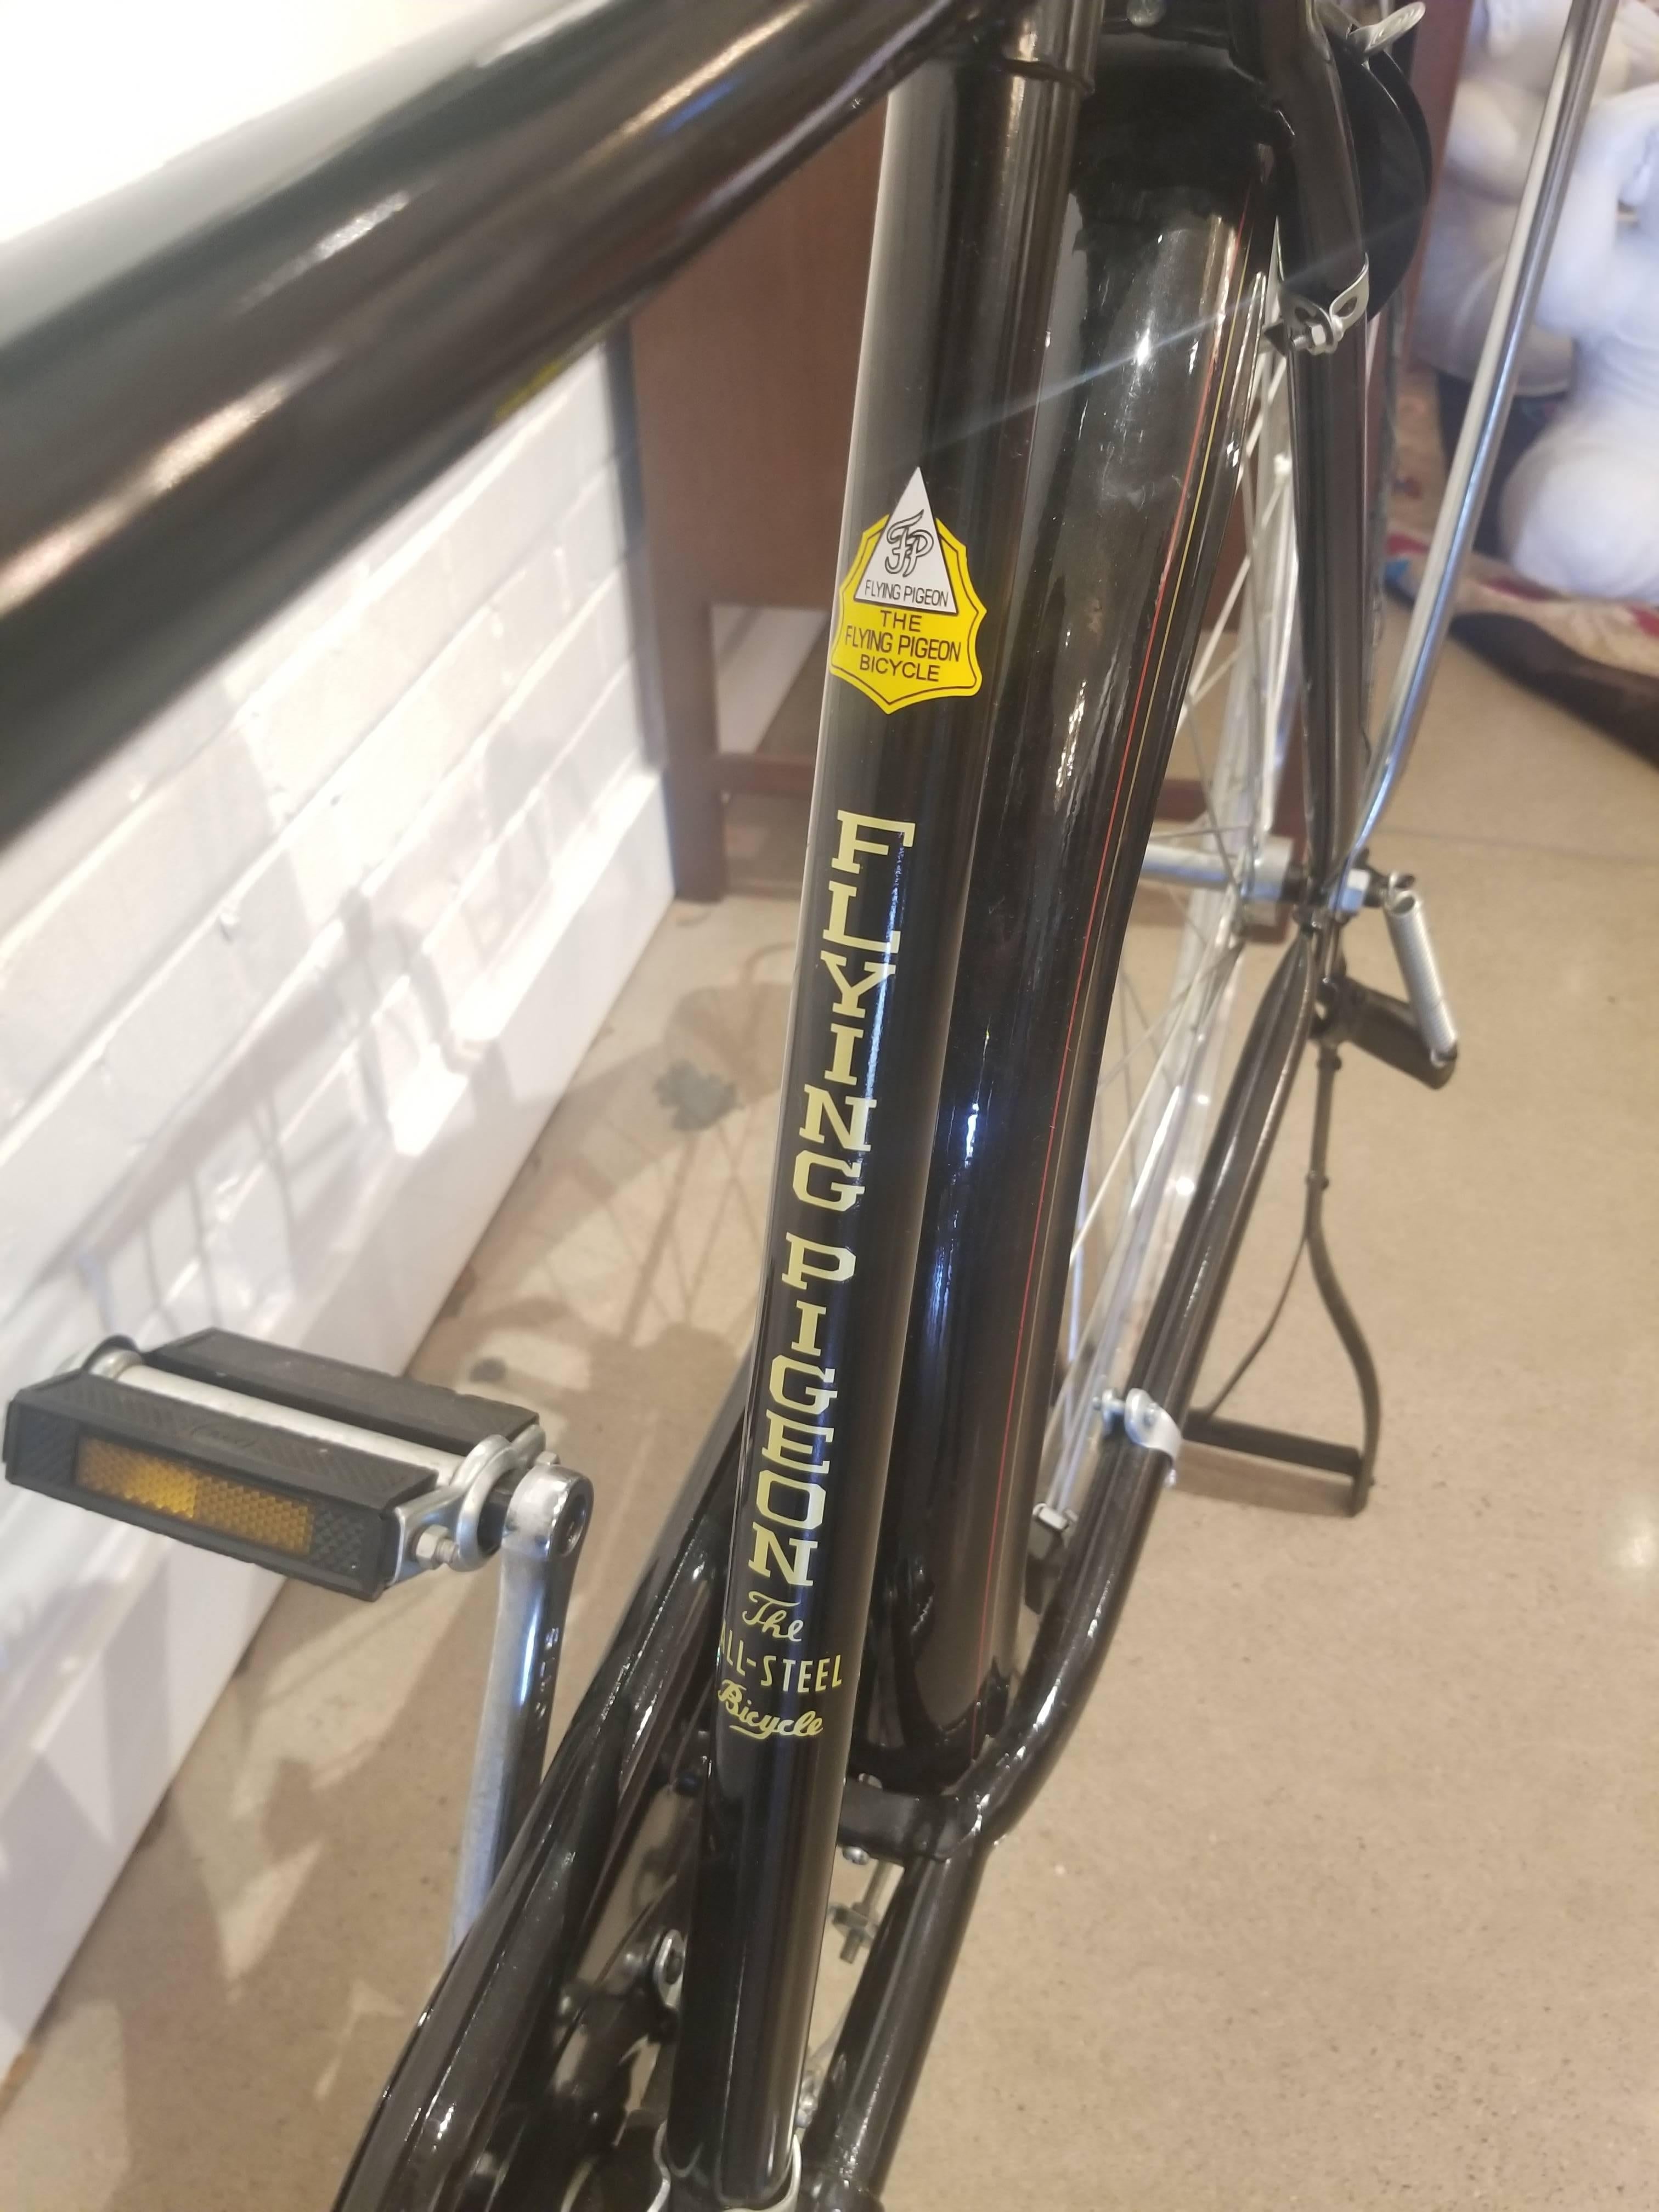 FP
FLYING PIGEON
THE
FLYING PIGEON
BICYCLE
FLYING PIGEON
The
ALL-STEEL
Bicycle